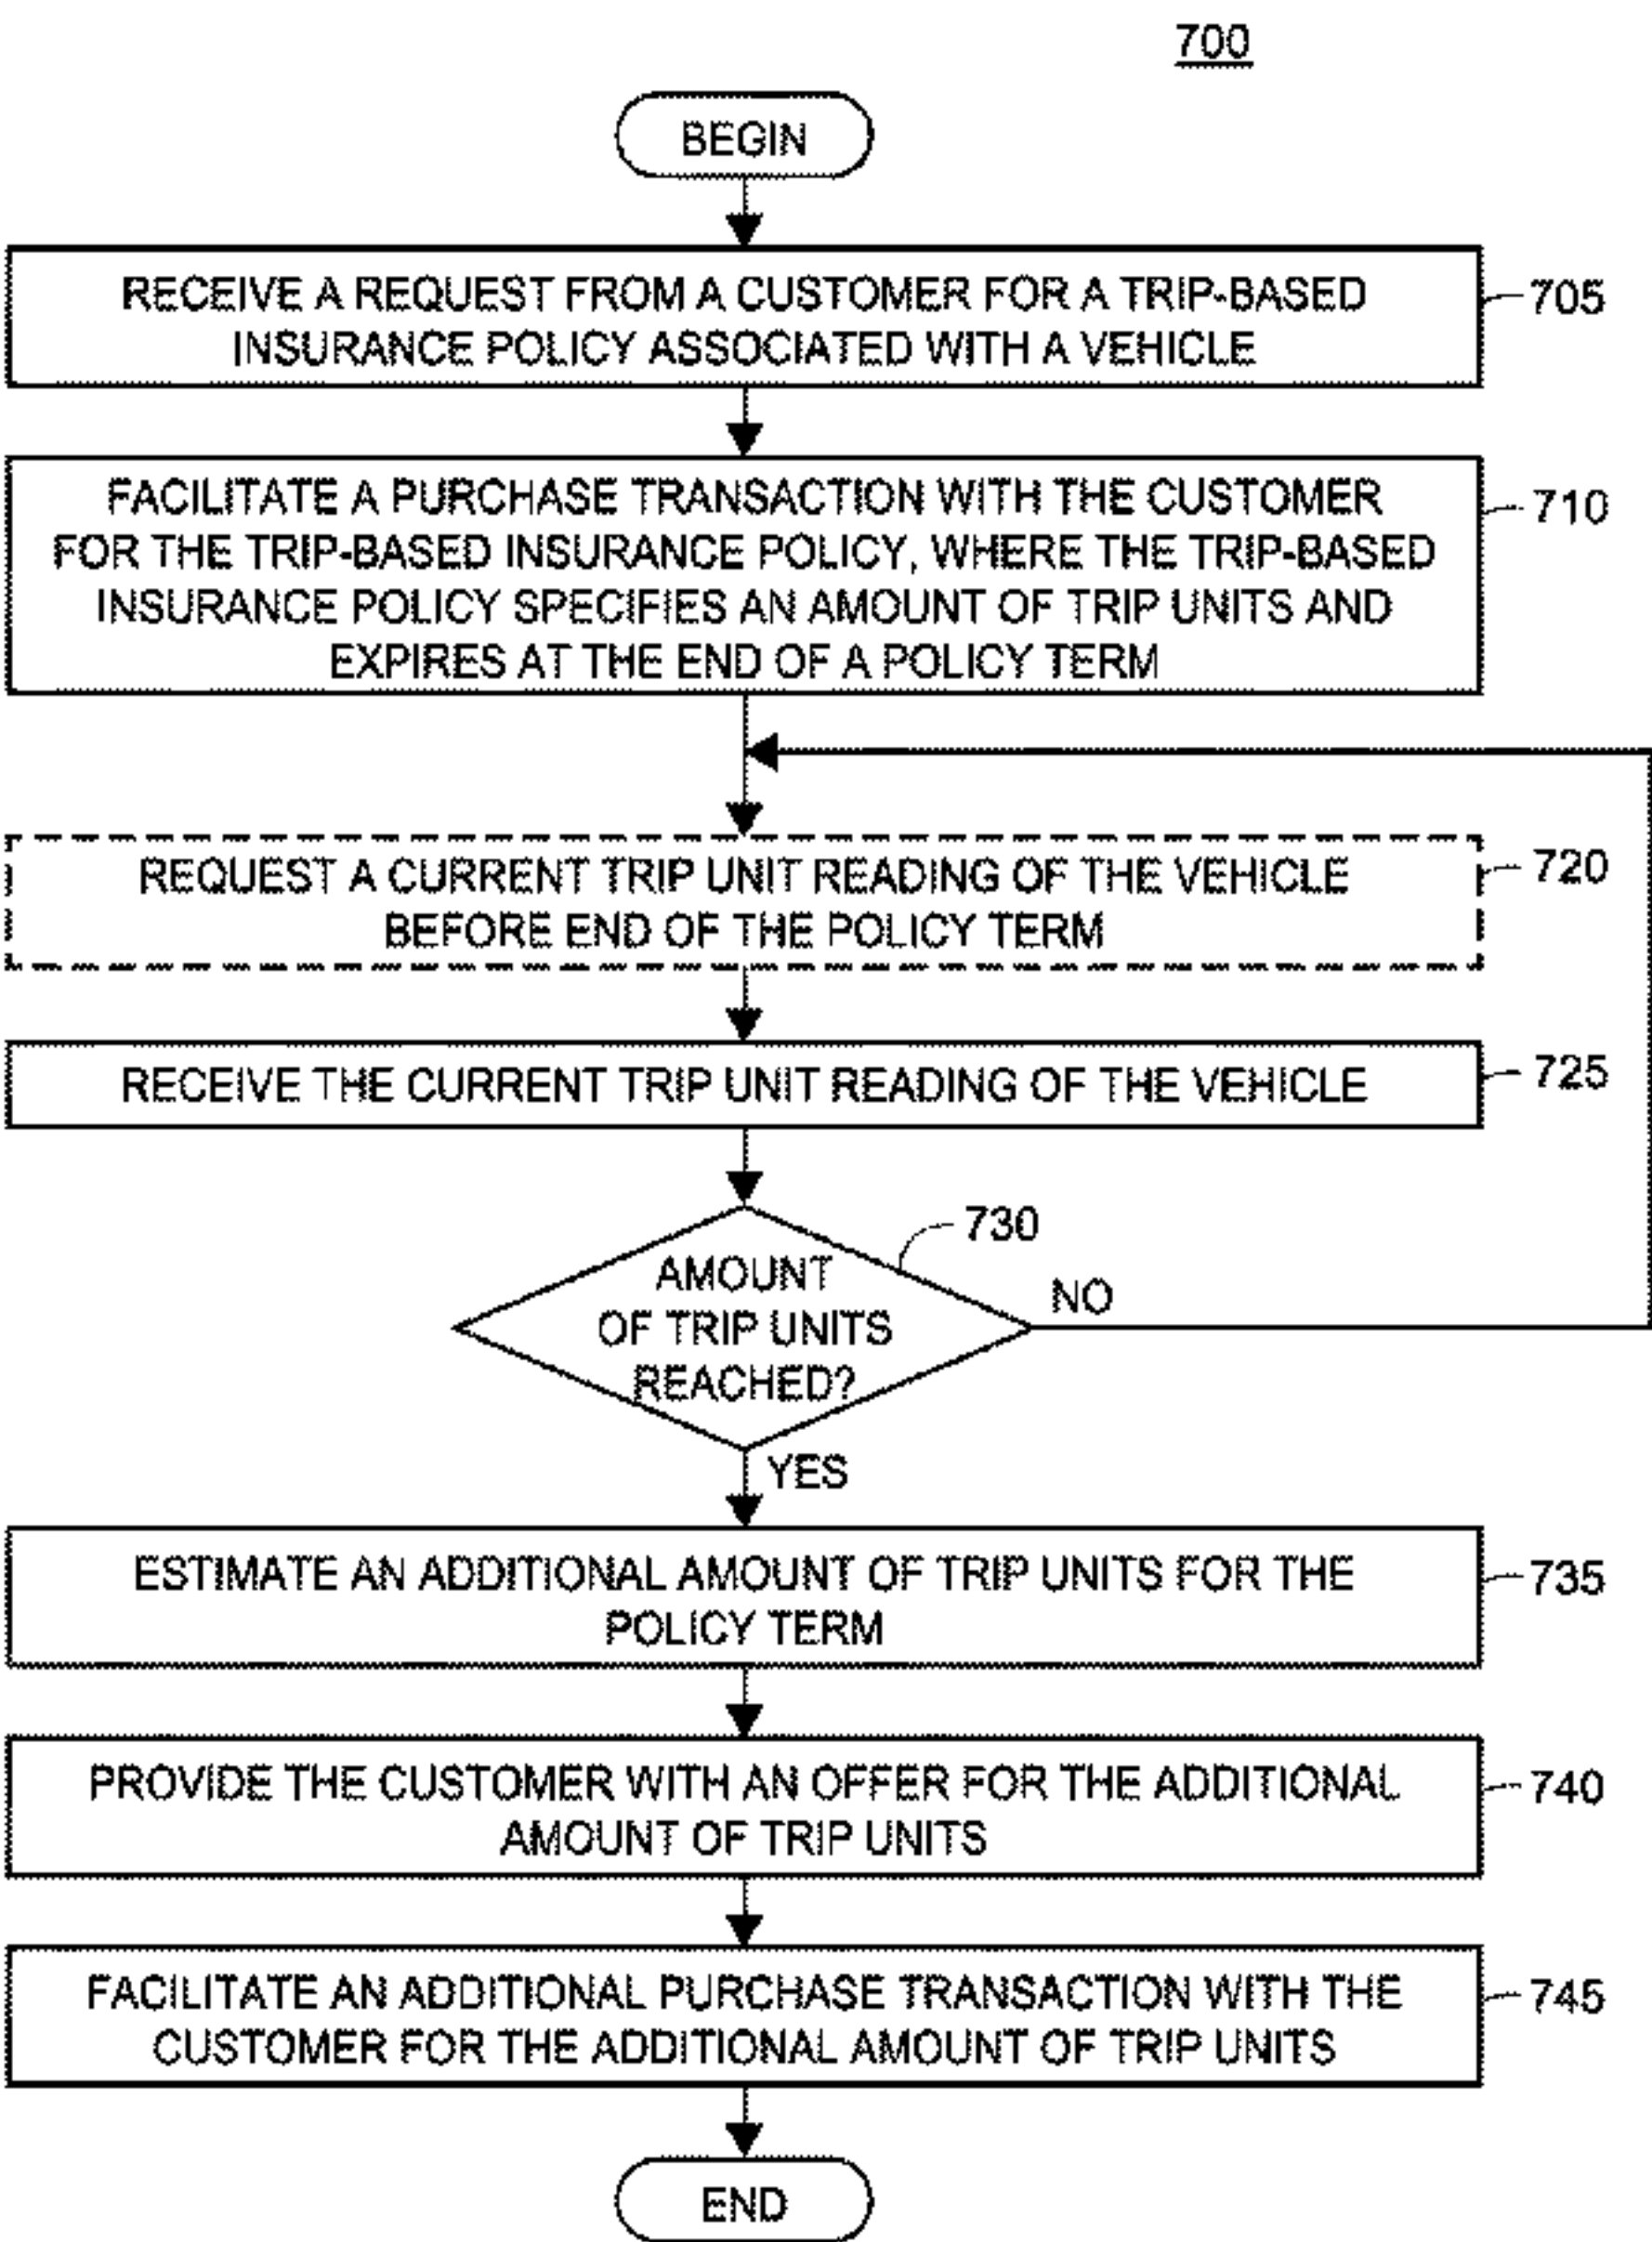 700
BEGIN
RECEIVE A REQUEST FROM A CUSTOMER FOR A TRIP-BASED
INSURANCE POLICY ASSOCIATED WITH A VEHICLE
705
FACILITATE A PURCHASE TRANSACTION WITH THE CUSTOMER
FOR THE TRIP-BASED INSURANCE POLICY, WHERE THE TRIP-BASED
INSURANCE POLICY SPECIFIES AN AMOUNT OF TRIP UNITS AND
EXPIRES AT THE END OF A POLICY TERM
710
REQUEST A CURRENT TRIP UNIT READING OF THE VEHICLE
BEFORE END OF THE POLICY TERM
720
RECEIVE THE CURRENT TRIP UNIT READING OF THE VEHICLE
725
730
AMOUNT
OF TRIP UNITS
REACHED?
NO
YES
ESTIMATE AN ADDITIONAL AMOUNT OF TRIP UNITS FOR THE
POLICY TERM
735
PROVIDE THE CUSTOMER WITH AN OFFER FOR THE ADDITIONAL
AMOUNT OF TRIP UNITS
740
FACILITATE AN ADDITIONAL PURCHASE TRANSACTION WITH THE
CUSTOMER FOR THE ADDITIONAL AMOUNT OF TRIP UNITS
745
END